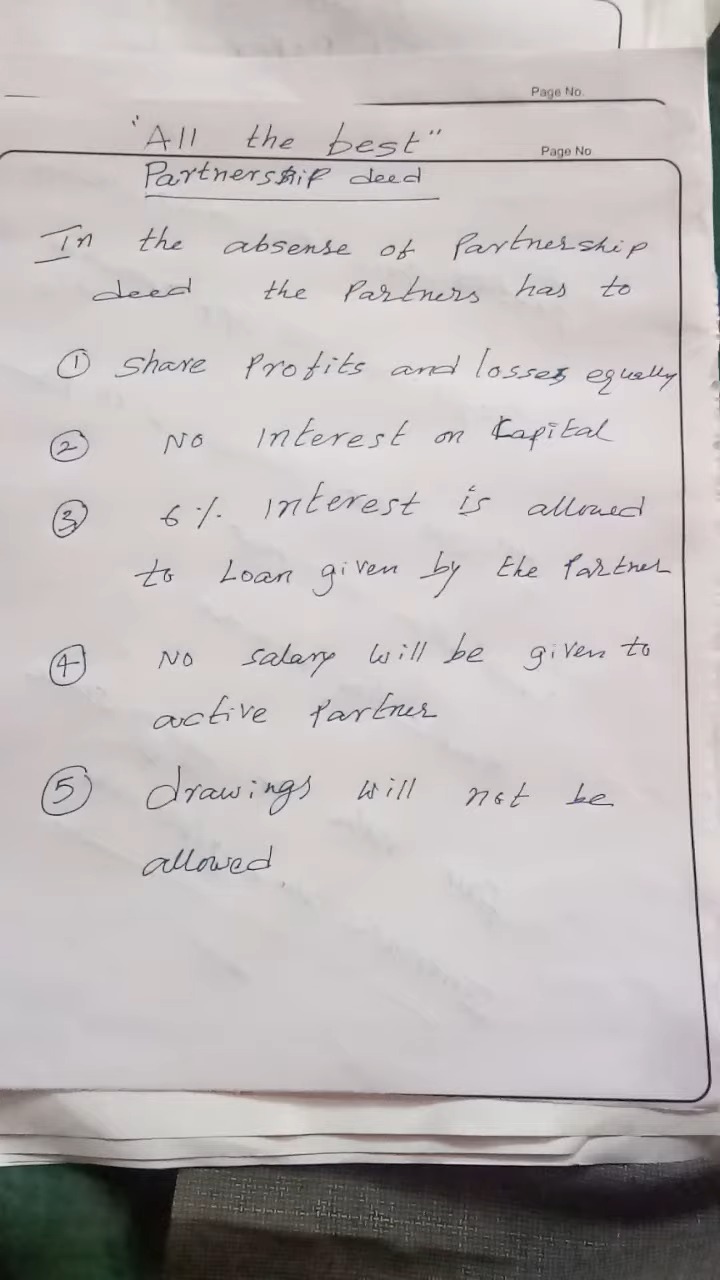 Page No.
"All the best"
Page No
Partnership deed
In the absense of Partnership
deed the Partners has to
① Share Profits and losses equally
② No Interest on Capital
③ 6% Interest is allowed
to Loan given by the Partner
④ No salary will be given to
active Partner
⑤ drawings will not be
allowed.